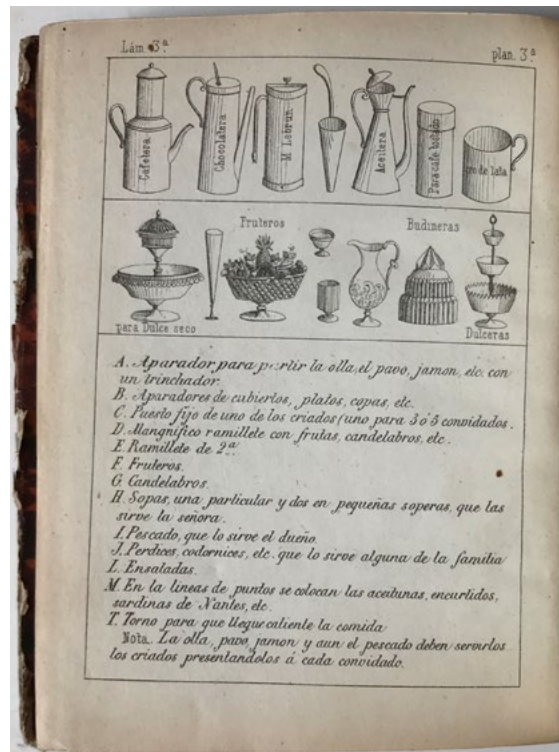 Lám 3ª.
plan. 3ª
Cafetera
Chocolatera
M Lebrun
Aceitera
Para café tostado
ro de lata
Fruteros
Budineras
para Dulce seco
Dulceras
A. Aparador para partir la olla, el pavo, jamon, etc. con
un trinchador.
B. Aparadores de cubiertos, platos, copas, etc.
C. Puesto fijo de uno de los criados (uno para 3 ó 5 convidados.
D. Mangnífico ramillete con frutas, candelabros, etc.
E. Ramillete de 2ª
F. Fruteros.
G. Candelabros.
H. Sopas, una particular y dos en pequeñas soperas, que las
sirve la señora.
I. Pescado, que lo sirve el dueño.
J. Perdices, codornices, etc. que lo sirve alguna de la familia
L. Ensaladas.
M. En la lineas de puntos se colocan las aceitunas, encurtidos,
sardinas de Nantes, etc.
T. Torno para que llegue caliente la comida
Nota. La olla, pavo, jamon y aun el pescado deben servirlos
los criados presentandolos á cada convidado.